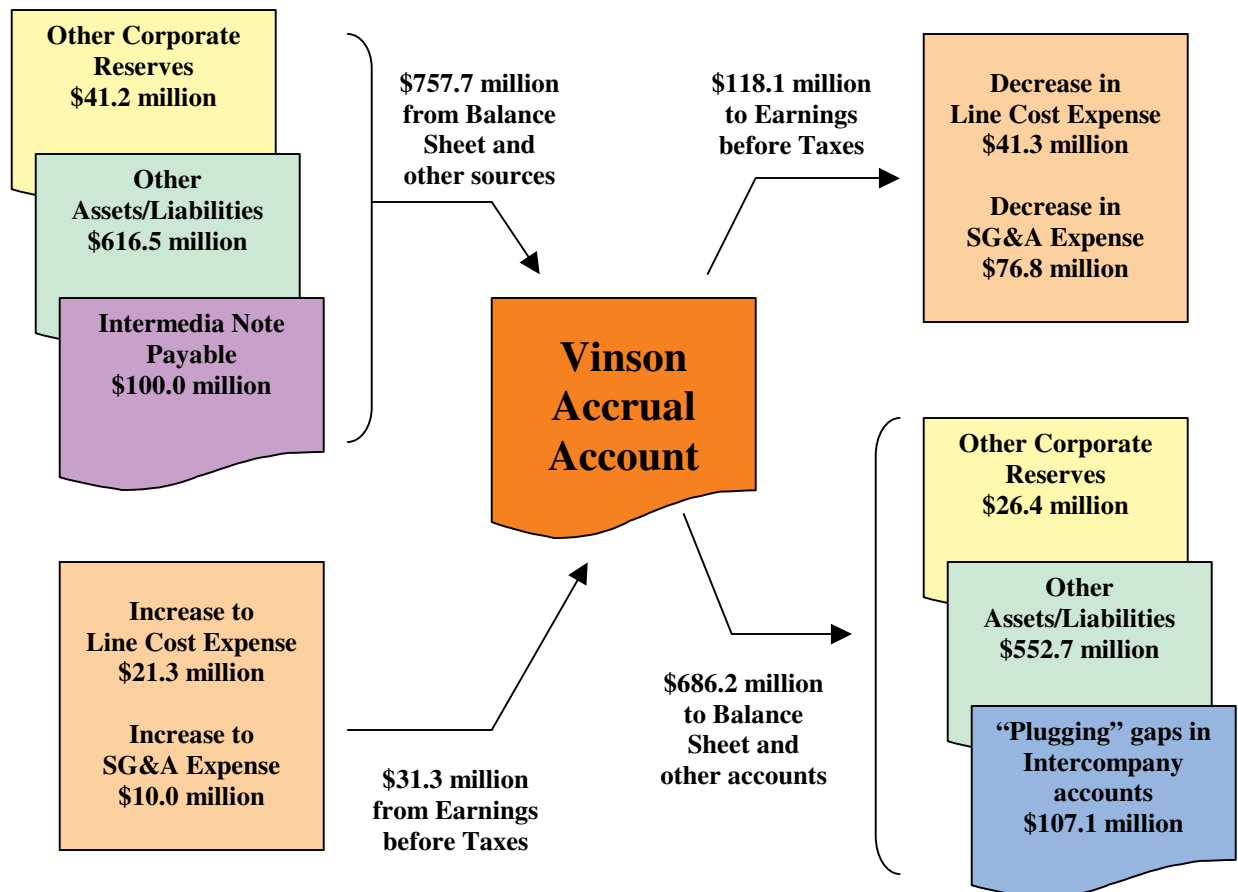 Other Corporate
Reserves
$41.2 million
Other
Assets/Liabilities
$616.5 million
Intermedia Note
Payable
$100.0 million
$757.7 million
from Balance
Sheet and
other sources
$118.1 million
to Earnings
before Taxes
Decrease in
Line Cost Expense
$41.3 million
Decrease in
SG&A Expense
$76.8 million
Vinson
Accrual
Account
Increase to
Line Cost Expense
$21.3 million
Increase to
SG&A Expense
$10.0 million
$31.3 million
from Earnings
before Taxes
$686.2 million
to Balance
Sheet and
other accounts
Other Corporate
Reserves
$26.4 million
Other
Assets/Liabilities
$552.7 million
“Plugging” gaps in
Intercompany
accounts
$107.1 million